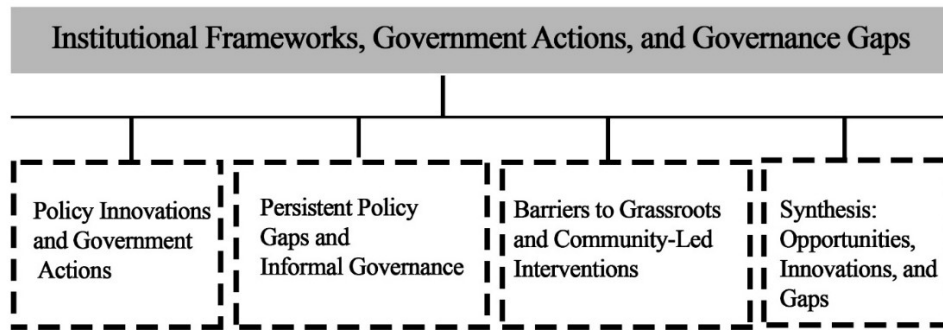 Institutional Frameworks, Government Actions, and Governance Gaps
Policy Innovations
and Government
Actions
Persistent Policy
Gaps and
Informal Governance
Barriers to Grassroots
and Community-Led
Interventions
Synthesis:
Opportunities,
Innovations, and
Gaps